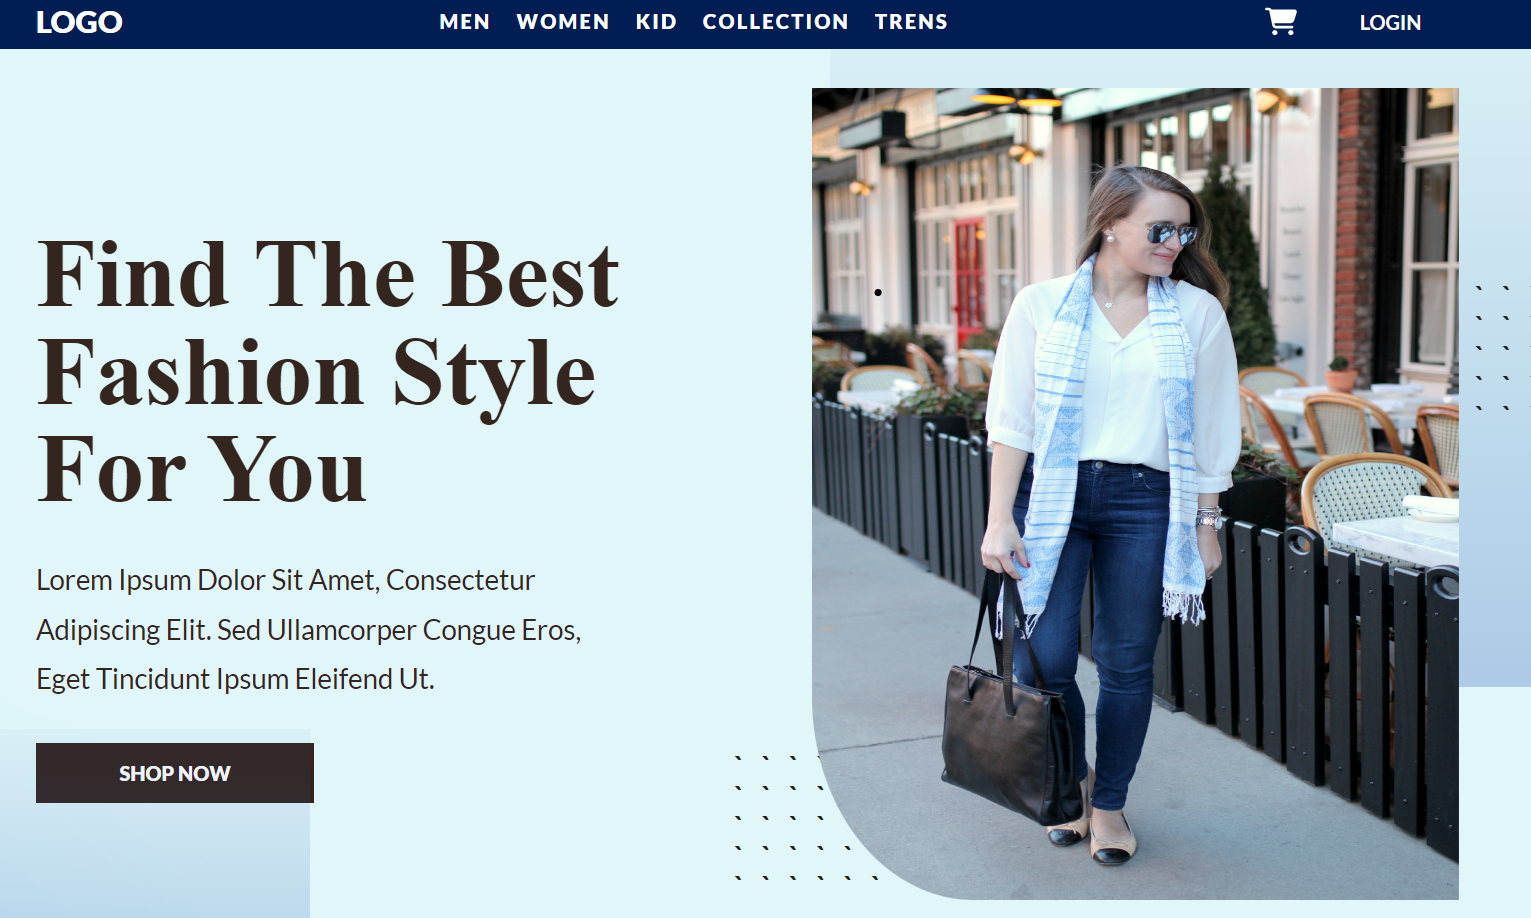 LOGO
MEN WOMEN KID COLLECTION TRENS
LOGIN
Find The Best
Fashion Style
For You
Lorem Ipsum Dolor Sit Amet, Consectetur
Adipiscing Elit. Sed Ullamcorper Congue Eros,
Eget Tincidunt Ipsum Eleifend Ut.
SHOP NOW